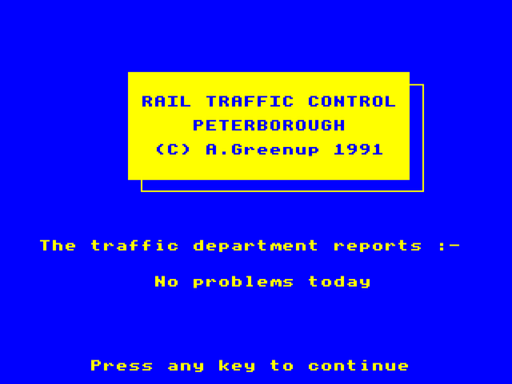 RAIL TRAFFIC CONTROL
PETERBOROUGH
(C) A.Greenup 1991
The traffic department reports :-
No problems today
Press any key to continue